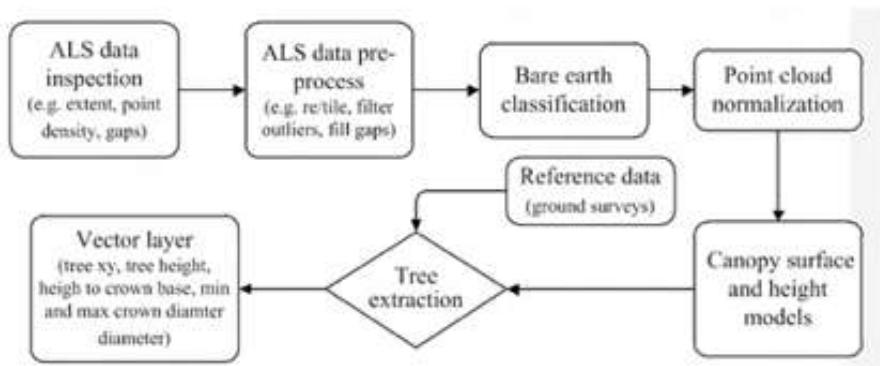 ALS data
inspection
(e.g. extent, point
density, gaps)
ALS data pre-
process
(e.g. re/tile, filter
outliers, fill gaps)
Bare earth
classification
Point cloud
normalization
Reference data
(ground surveys)
Vector layer
(tree xy, tree height,
heigh to crown base, min
and max crown diamter
diameter)
Tree
extraction
Canopy surface
and height
models